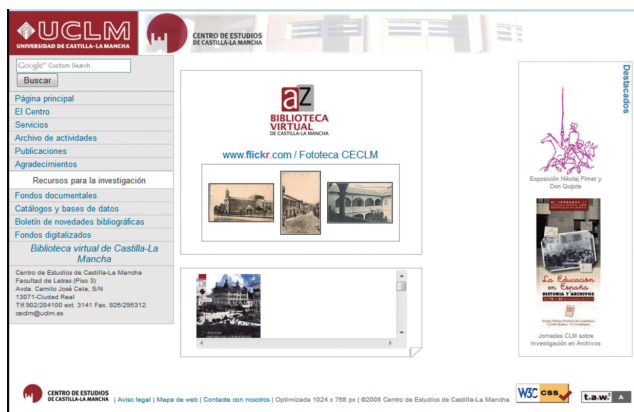 UCLM
UNIVERSIDAD DE CASTILLA-LA MANCHA
CENTRO DE ESTUDIOS
DE CASTILLA-LA MANCHA
Google™ Custom Search
Buscar
Página principal
El Centro
Servicios
Archivo de actividades
Publicaciones
Agradecimientos
Recursos para la investigación
Fondos documentales
Catálogos y bases de datos
Boletín de novedades bibliográficas
Fondos digitalizados
Biblioteca virtual de Castilla-La
Mancha
Centro de Estudios de Castilla-La Mancha
Facultad de Letras (Piso 3)
Avda. Camilo José Cela, S/N
13071-Ciudad Real
Tlf.902/204100 ext. 3141 Fax. 926/295312.
ceclm@uclm.es
az
BIBLIOTECA
VIRTUAL
DE CASTILLA-LA MANCHA
www.flickr.com / Fototeca CECLM
Destacados
Exposición Nikolaj Pirnat y
Don Quijote
La Educación
en España
HISTORIA Y ARCHIVOS
Jornadas CLM sobre
Investigación en Archivos
CENTRO DE ESTUDIOS
DE CASTILLA-LA MANCHA
| Aviso legal | Mapa de web | Contacte con nosotros | Optimizada 1024 x 768 px | ©2008 Centro de Estudios de Castilla-La Mancha
W3C css
t.a.w. A